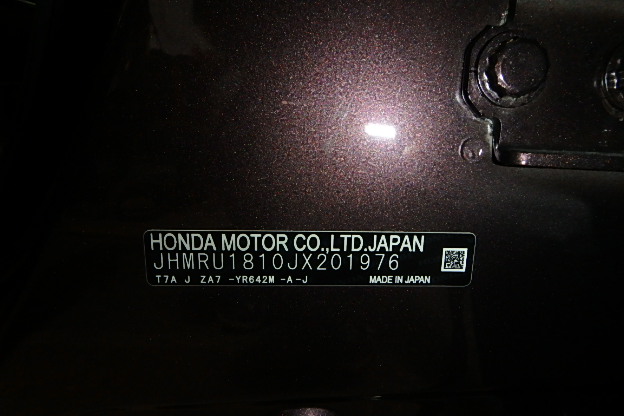 HONDA MOTOR CO.,LTD.JAPAN
JHMRU1810JX201976
T7A J ZA7 -YR642M -A-J MADE IN JAPAN